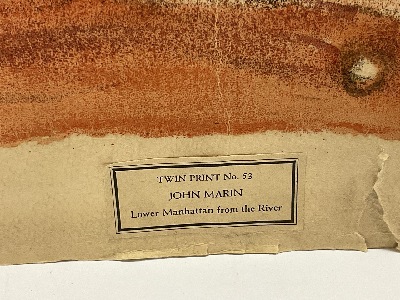 TWIN PRINT No. 53
JOHN MARIN
Lower Manhattan from the River